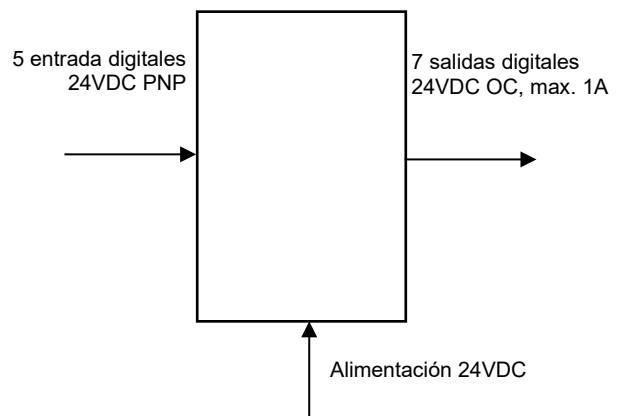 5 entrada digitales
24VDC PNP
7 salidas digitales
24VDC OC, max. 1A
Alimentación 24VDC